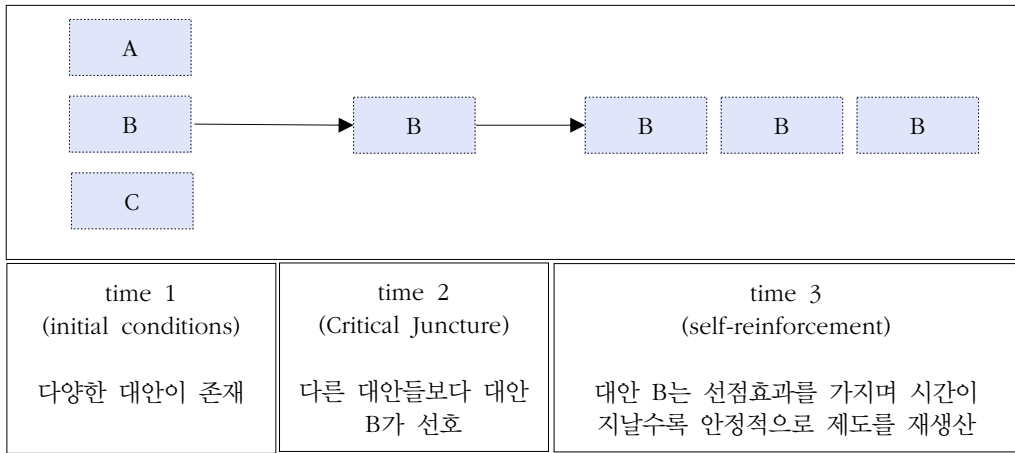 A
B
B
B
B
B
C
time 1
(initial conditions)
다양한 대안이 존재
time 2
(Critical Juncture)
다른 대안들보다 대안
B가 선호
time 3
(self-reinforcement)
대안 B는 선점효과를 가지며 시간이
지날수록 안정적으로 제도를 재생산